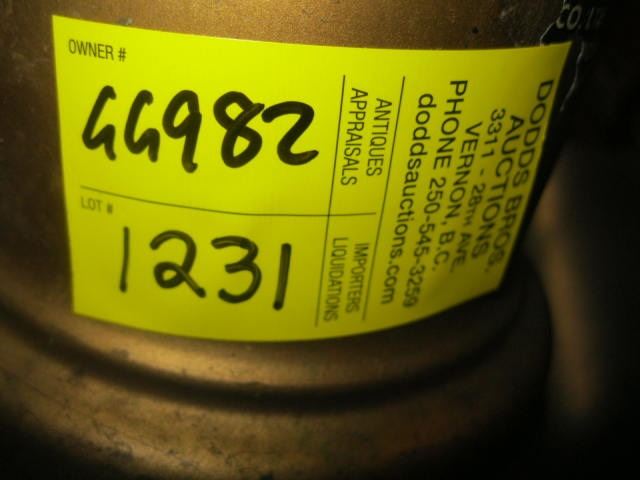 OWNER #
GG982
LOT #
1231
ANTIQUES
APPRAISALS
IMPORTERS
LIQUIDATIONS
DODDS BROS.
AUCTIONS
3311 - 28TH AVE.
VERNON, B.C.
PHONE 250-545-3259
doddsauctions.com
CO.